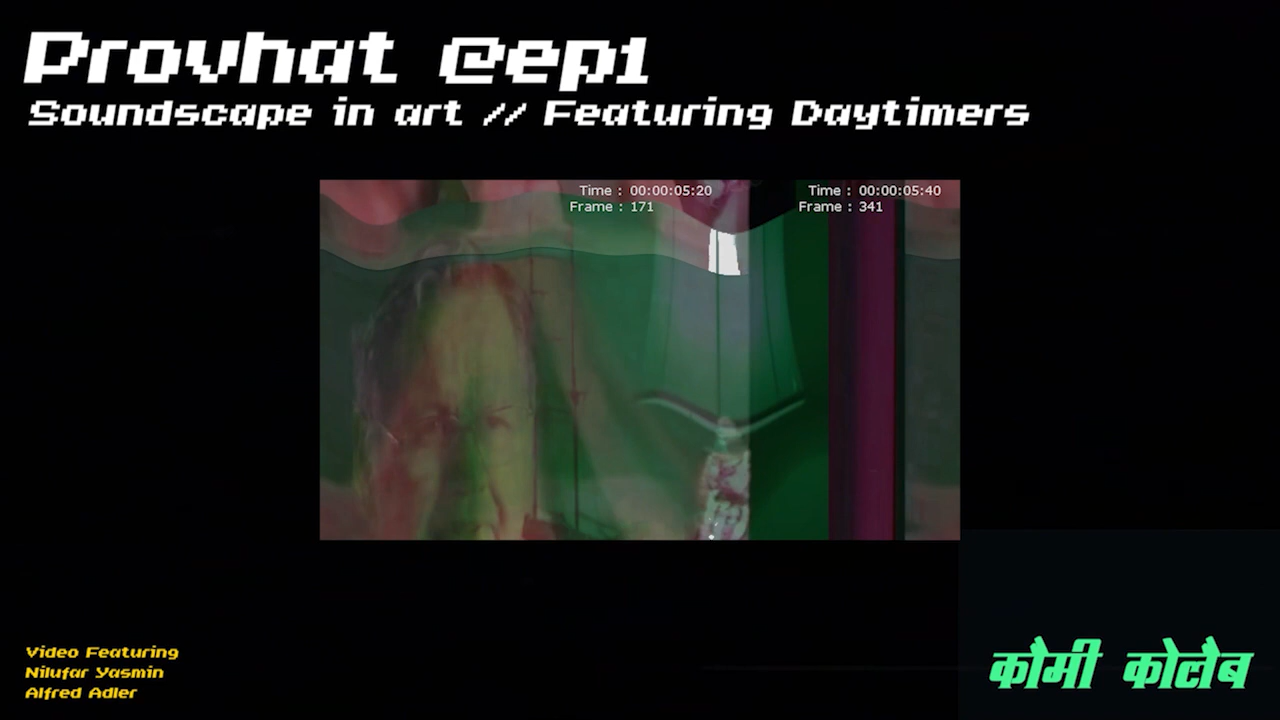 Provhat @ep1
Soundscape in art // Featuring Daytimers
Time : 00:00:05:20
Frame : 171
Time : 00:00:05:40
Frame : 341
Video Featuring
Nilufar Yasmin
Alfred Adler
कौमी कोलैब